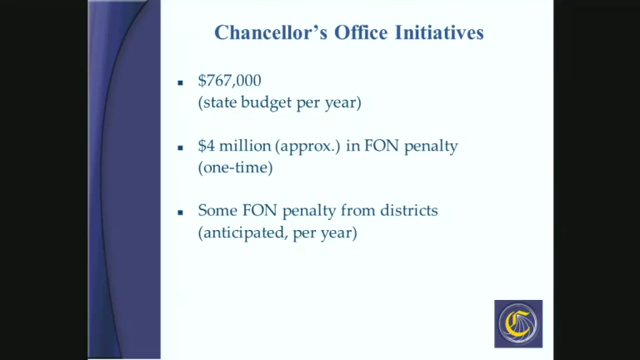 Chancellor's Office Initiatives
$767,000
(state budget per year)
$4 million (approx.) in FON penalty
(one-time)
Some FON penalty from districts
(anticipated, per year)
C